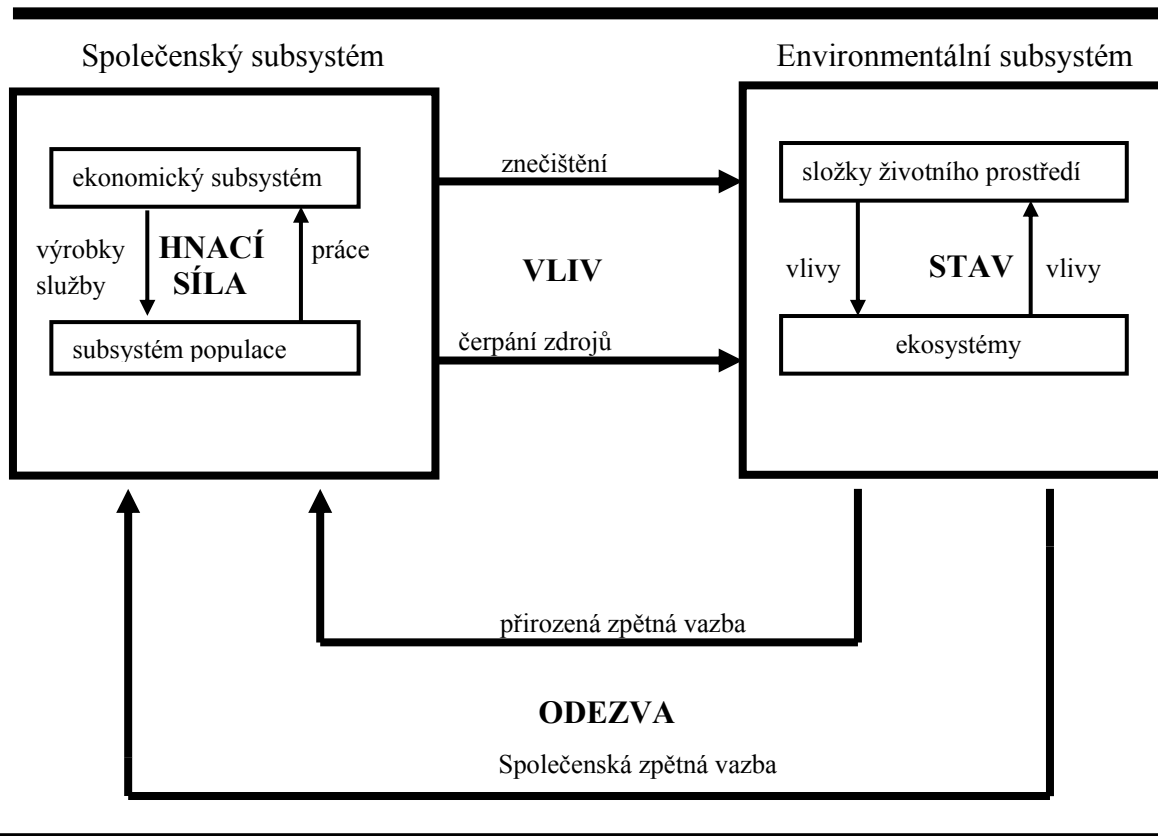 Společenský subsystém
Environmentální subsystém
ekonomický subsystém
znečištění
složky životního prostředí
výrobky
služby
HNACÍ
SÍLA
práce
VLIV
vlivy
STAV
vlivy
subsystém populace
čerpání zdrojů
ekosystémy
přirozená zpětná vazba
ODEZVA
Společenská zpětná vazba